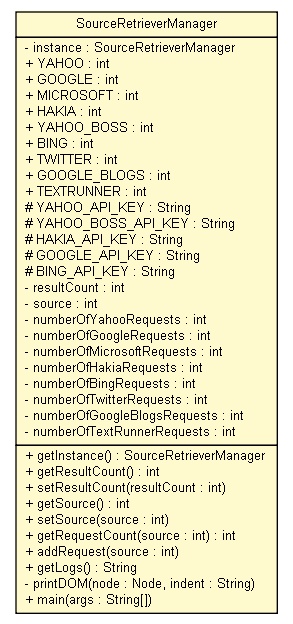 SourceRetrieverManager
- instance : SourceRetrieverManager
+ YAHOO : int
+ GOOGLE : int
+ MICROSOFT : int
+ HAKIA : int
+ YAHOO_BOSS : int
+ BING : int
+ TWITTER : int
+ GOOGLE_BLOGS : int
+ TEXTRUNNER : int
# YAHOO_API_KEY : String
# YAHOO_BOSS_API_KEY : String
# HAKIA_API_KEY : String
# GOOGLE_API_KEY : String
# BING_API_KEY : String
- resultCount : int
- source : int
- numberOfYahooRequests : int
- numberOfGoogleRequests : int
- numberOfMicrosoftRequests : int
- numberOfHakiaRequests : int
- numberOfBingRequests : int
- numberOfTwitterRequests : int
- numberOfGoogleBlogsRequests : int
- numberOfTextRunnerRequests : int
+ getInstance() : SourceRetrieverManager
+ getResultCount() : int
+ setResultCount(resultCount : int)
+ getSource() : int
+ setSource(source : int)
+ getRequestCount(source : int) : int
+ addRequest(source : int)
+ getLogs() : String
- printDOM(node : Node, indent : String)
+ main(args : String[])